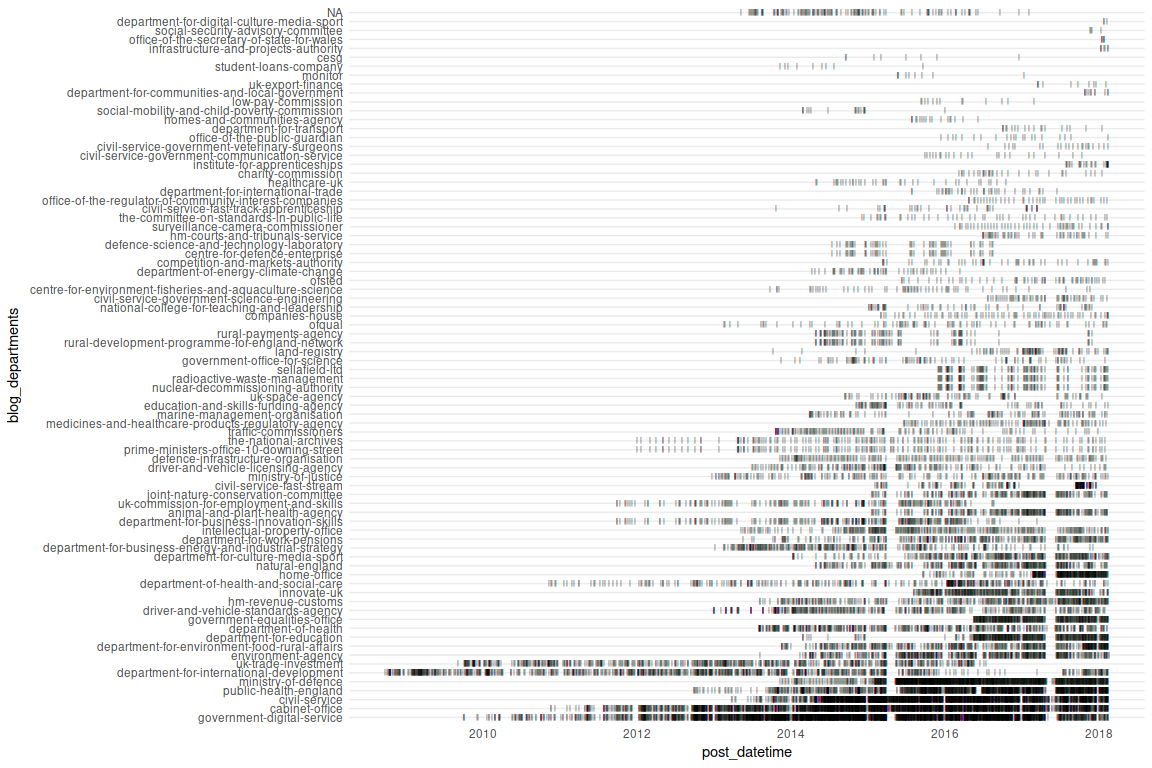 NA
department-for-digital-culture-media-sport
social-security-advisory-committee
office-of-the-secretary-of-state-for-wales
infrastructure-and-projects-authority
cesg
student-loans-company
monitor
uk-export-finance
department-for-communities-and-local-government
low-pay-commission
social-mobility-and-child-poverty-commission
homes-and-communities-agency
department-for-transport
office-of-the-public-guardian
civil-service-government-veterinary-surgeons
civil-service-government-communication-service
institute-for-apprenticeships
charity-commission
healthcare-uk
department-for-international-trade
office-of-the-regulator-of-community-interest-companies
civil-service-fast-track-apprenticeship
the-committee-on-standards-in-public-life
surveillance-camera-commissioner
hm-courts-and-tribunals-service
defence-science-and-technology-laboratory
centre-for-defence-enterprise
competition-and-markets-authority
department-of-energy-climate-change
ofsted
centre-for-environment-fisheries-and-aquaculture-science
civil-service-government-science-engineering
national-college-for-teaching-and-leadership
companies-house
ofqual
rural-payments-agency
rural-development-programme-for-england-network
land-registry
government-office-for-science
sellafield-ltd
radioactive-waste-management
nuclear-decommissioning-authority
uk-space-agency
education-and-skills-funding-agency
marine-management-organisation
medicines-and-healthcare-products-regulatory-agency
traffic-commissioners
the-national-archives
prime-ministers-office-10-downing-street
defence-infrastructure-organisation
driver-and-vehicle-licensing-agency
ministry-of-justice
civil-service-fast-stream
joint-nature-conservation-committee
uk-commission-for-employment-and-skills
animal-and-plant-health-agency
department-for-business-innovation-skills
intellectual-property-office
department-for-work-pensions
department-for-business-energy-and-industrial-strategy
department-for-culture-media-sport
natural-england
home-office
department-of-health-and-social-care
innovate-uk
hm-revenue-customs
driver-and-vehicle-standards-agency
government-equalities-office
department-of-health
department-for-education
department-for-environment-food-rural-affairs
environment-agency
uk-trade-investment
department-for-international-development
ministry-of-defence
public-health-england
civil-service
cabinet-office
government-digital-service
blog_departments
2010 2012 2014 2016 2018
post_datetime